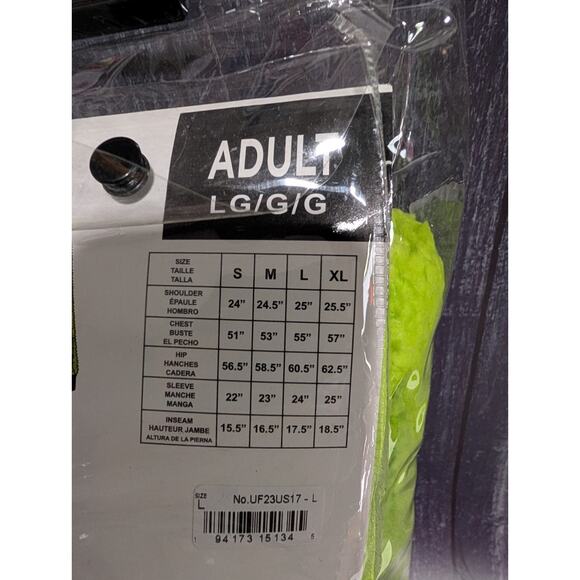 ADULT
LG/G/G
SIZE
TAILLE
TALLA
S M L XL
SHOULDER
ÉPAULE
HOMBRO
24" 24.5" 25" 25.5"
CHEST
BUSTE
EL PECHO
51" 53" 55" 57"
HIP
HANCHES
CADERA
56.5" 58.5" 60.5" 62.5"
SLEEVE
MANCHE
MANGA
22" 23" 24" 25"
INSEAM
HAUTEUR JAMBE
ALTURA DE LA PIERNA
15.5" 16.5" 17.5" 18.5"
SIZE
L
No.UF23US17 - L
1 94173 15134 5